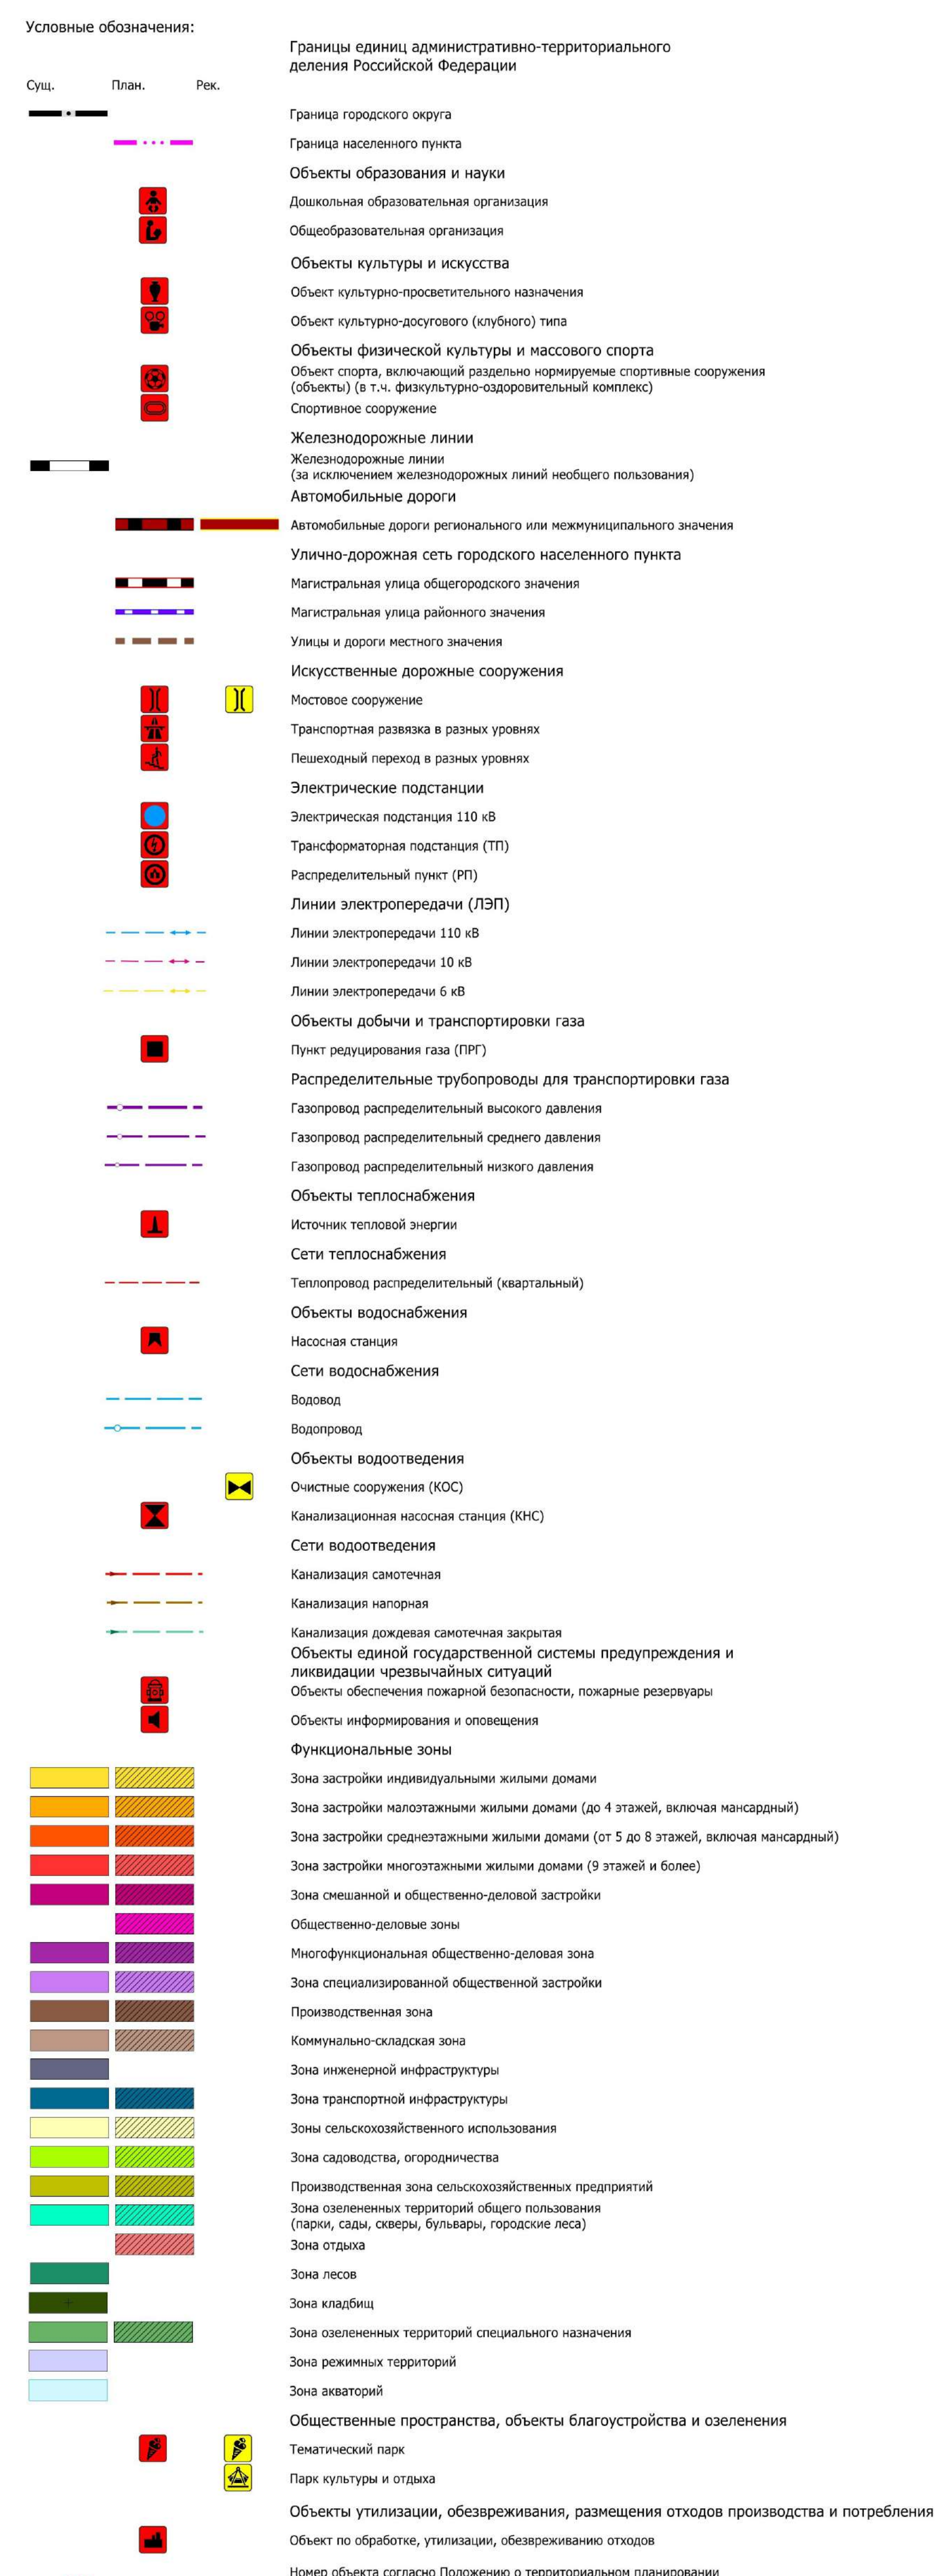 Условные обозначения:
Границы единиц административно-территориального
деления Российской Федерации
Сущ. План. Рек.
Граница городского округа
Граница населенного пункта
Объекты образования и науки
Дошкольная образовательная организация
Общеобразовательная организация
Объекты культуры и искусства
Объект культурно-просветительного назначения
Объект культурно-досугового (клубного) типа
Объекты физической культуры и массового спорта
Объект спорта, включающий раздельно нормируемые спортивные сооружения
(объекты) (в т.ч. физкультурно-оздоровительный комплекс)
Спортивное сооружение
Железнодорожные линии
Железнодорожные линии
(за исключением железнодорожных линий необщего пользования)
Автомобильные дороги
Автомобильные дороги регионального или межмуниципального значения
Улично-дорожная сеть городского населенного пункта
Магистральная улица общегородского значения
Магистральная улица районного значения
Улицы и дороги местного значения
Искусственные дорожные сооружения
Мостовое сооружение
Транспортная развязка в разных уровнях
Пешеходный переход в разных уровнях
Электрические подстанции
Электрическая подстанция 110 кВ
Трансформаторная подстанция (ТП)
Распределительный пункт (РП)
Линии электропередачи (ЛЭП)
Линии электропередачи 110 кВ
Линии электропередачи 10 кВ
Линии электропередачи 6 кВ
Объекты добычи и транспортировки газа
Пункт редуцирования газа (ПРГ)
Распределительные трубопроводы для транспортировки газа
Газопровод распределительный высокого давления
Газопровод распределительный среднего давления
Газопровод распределительный низкого давления
Объекты теплоснабжения
Источник тепловой энергии
Сети теплоснабжения
Теплопровод распределительный (квартальный)
Объекты водоснабжения
Насосная станция
Сети водоснабжения
Водовод
Водопровод
Объекты водоотведения
Очистные сооружения (КОС)
Канализационная насосная станция (КНС)
Сети водоотведения
Канализация самотечная
Канализация напорная
Канализация дождевая самотечная закрытая
Объекты единой государственной системы предупреждения и
ликвидации чрезвычайных ситуаций
Объекты обеспечения пожарной безопасности, пожарные резервуары
Объекты информирования и оповещения
Функциональные зоны
Зона застройки индивидуальными жилыми домами
Зона застройки малоэтажными жилыми домами (до 4 этажей, включая мансардный)
Зона застройки среднеэтажными жилыми домами (от 5 до 8 этажей, включая мансардный)
Зона застройки многоэтажными жилыми домами (9 этажей и более)
Зона смешанной и общественно-деловой застройки
Общественно-деловые зоны
Многофункциональная общественно-деловая зона
Зона специализированной общественной застройки
Производственная зона
Коммунально-складская зона
Зона инженерной инфраструктуры
Зона транспортной инфраструктуры
Зоны сельскохозяйственного использования
Зона садоводства, огородничества
Производственная зона сельскохозяйственных предприятий
Зона озелененных территорий общего пользования
(парки, сады, скверы, бульвары, городские леса)
Зона отдыха
Зона лесов
Зона кладбищ
Зона озелененных территорий специального назначения
Зона режимных территорий
Зона акваторий
Общественные пространства, объекты благоустройства и озеленения
Тематический парк
Парк культуры и отдыха
Объекты утилизации, обезвреживания, размещения отходов производства и потребления
Объект по обработке, утилизации, обезвреживанию отходов
Номер объекта согласно Положению о территориальном планировании